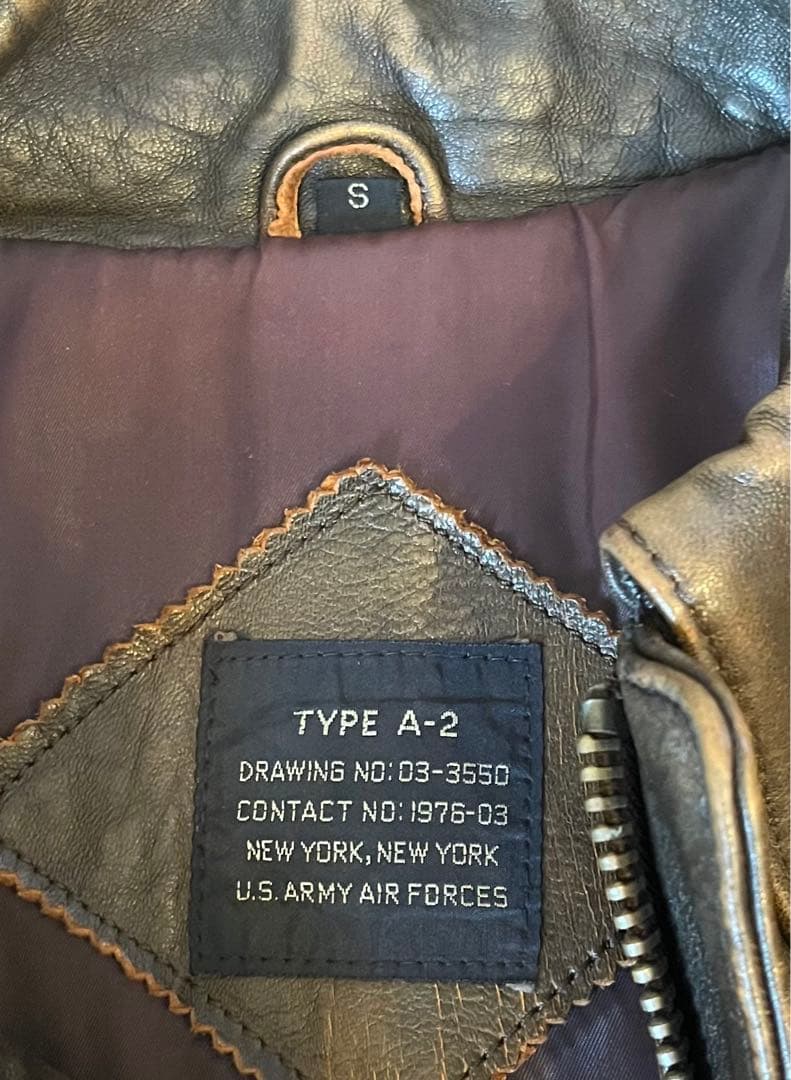 S
TYPE A-2
DRAWING NO:03-3550
CONTACT NO:1976-03
NEW YORK, NEW YORK
U.S. ARMY AIR FORCES